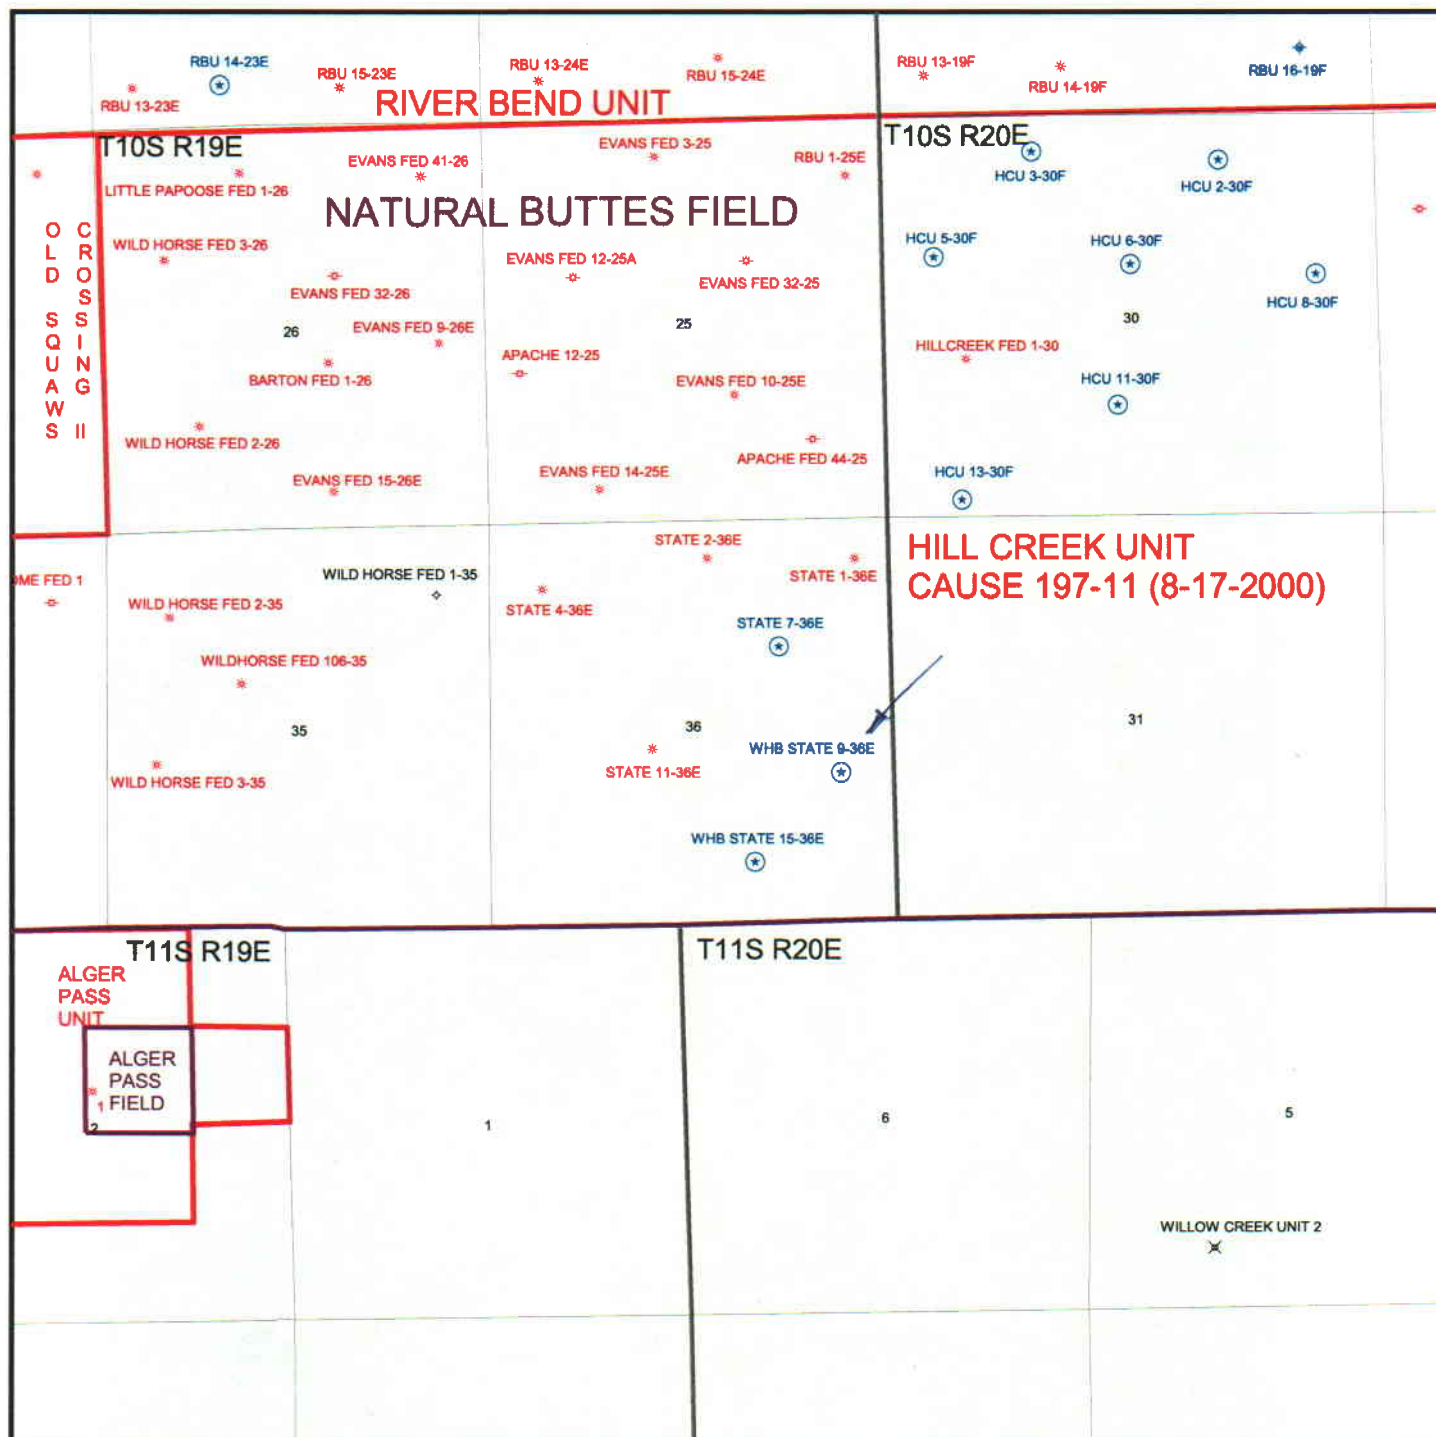 RBU 14-23E
RBU 15-23E
RBU 13-24E
RBU 15-24E
RBU 13-19F
RBU 14-19F
RBU 16-19F
RBU 13-23E
RIVER BEND UNIT
T10S R19E
T10S R20E
EVANS FED 41-26
EVANS FED 3-25
RBU 1-25E
HCU 3-30F
HCU 2-30F
LITTLE PAPOOSE FED 1-26
NATURAL BUTTES FIELD
OLD SQUAWS
CROSSING II
WILD HORSE FED 3-26
EVANS FED 12-25A
HCU 5-30F
HCU 6-30F
EVANS FED 32-26
EVANS FED 32-25
HCU 8-30F
26
EVANS FED 9-26E
25
30
APACHE 12-25
HILLCREEK FED 1-30
BARTON FED 1-26
EVANS FED 10-25E
HCU 11-30F
WILD HORSE FED 2-26
APACHE FED 44-25
EVANS FED 15-26E
EVANS FED 14-25E
HCU 13-30F
STATE 2-36E
HILL CREEK UNIT
CAUSE 197-11 (8-17-2000)
OME FED 1
WILD HORSE FED 1-35
STATE 1-36E
WILD HORSE FED 2-35
STATE 4-36E
STATE 7-36E
WILDHORSE FED 106-35
35
36
31
WHB STATE 9-36E
WILD HORSE FED 3-35
STATE 11-36E
WHB STATE 15-36E
T11S R19E
T11S R20E
ALGER
PASS
UNIT
ALGER
PASS
FIELD
1
2
1
6
5
WILLOW CREEK UNIT 2